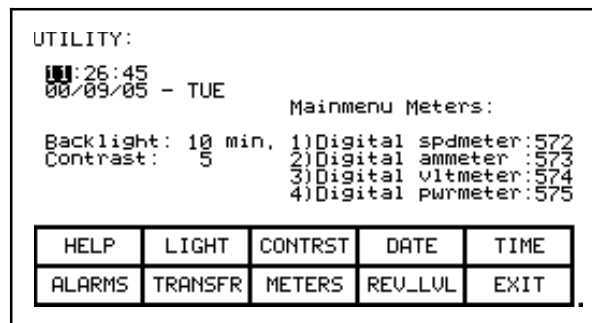 UTILITY:
11:26:45
00/09/05 - TUE
Mainmenu Meters:
Backlight: 10 min. 1)Digital spdmeter:572
Contrast: 5 2)Digital ammeter :573
3)Digital vltmeter:574
4)Digital pwrmeter:575
HELP LIGHT CONTRST DATE TIME
ALARMS TRANSFR METERS REV_LVL EXIT
.